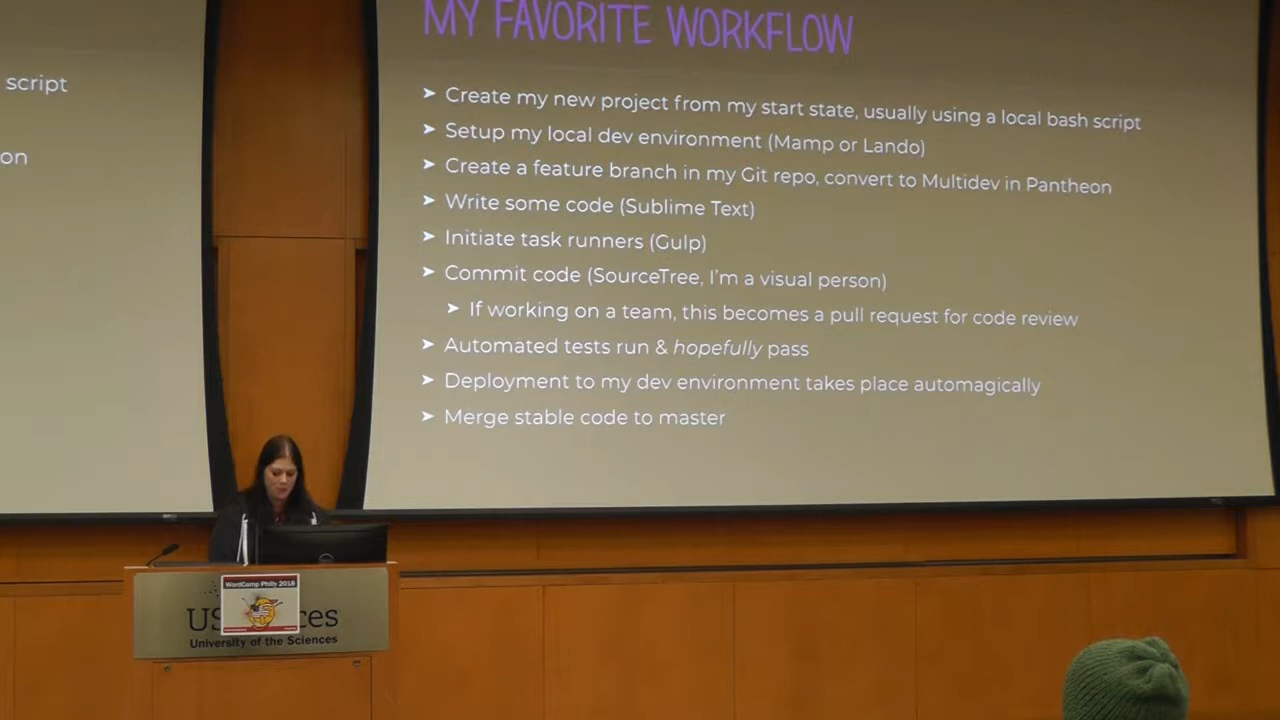 script
on
MY FAVORITE WORKFLOW
➤ Create my new project from my start state, usually using a local bash script
➤ Setup my local dev environment (Mamp or Lando)
➤ Create a feature branch in my Git repo, convert to Multidev in Pantheon
➤ Write some code (Sublime Text)
➤ Initiate task runners (Gulp)
➤ Commit code (SourceTree, I'm a visual person)
➤ If working on a team, this becomes a pull request for code review
➤ Automated tests run & hopefully pass
➤ Deployment to my dev environment takes place automagically
➤ Merge stable code to master
WordCamp Philly 2018
US ces
University of the Sciences